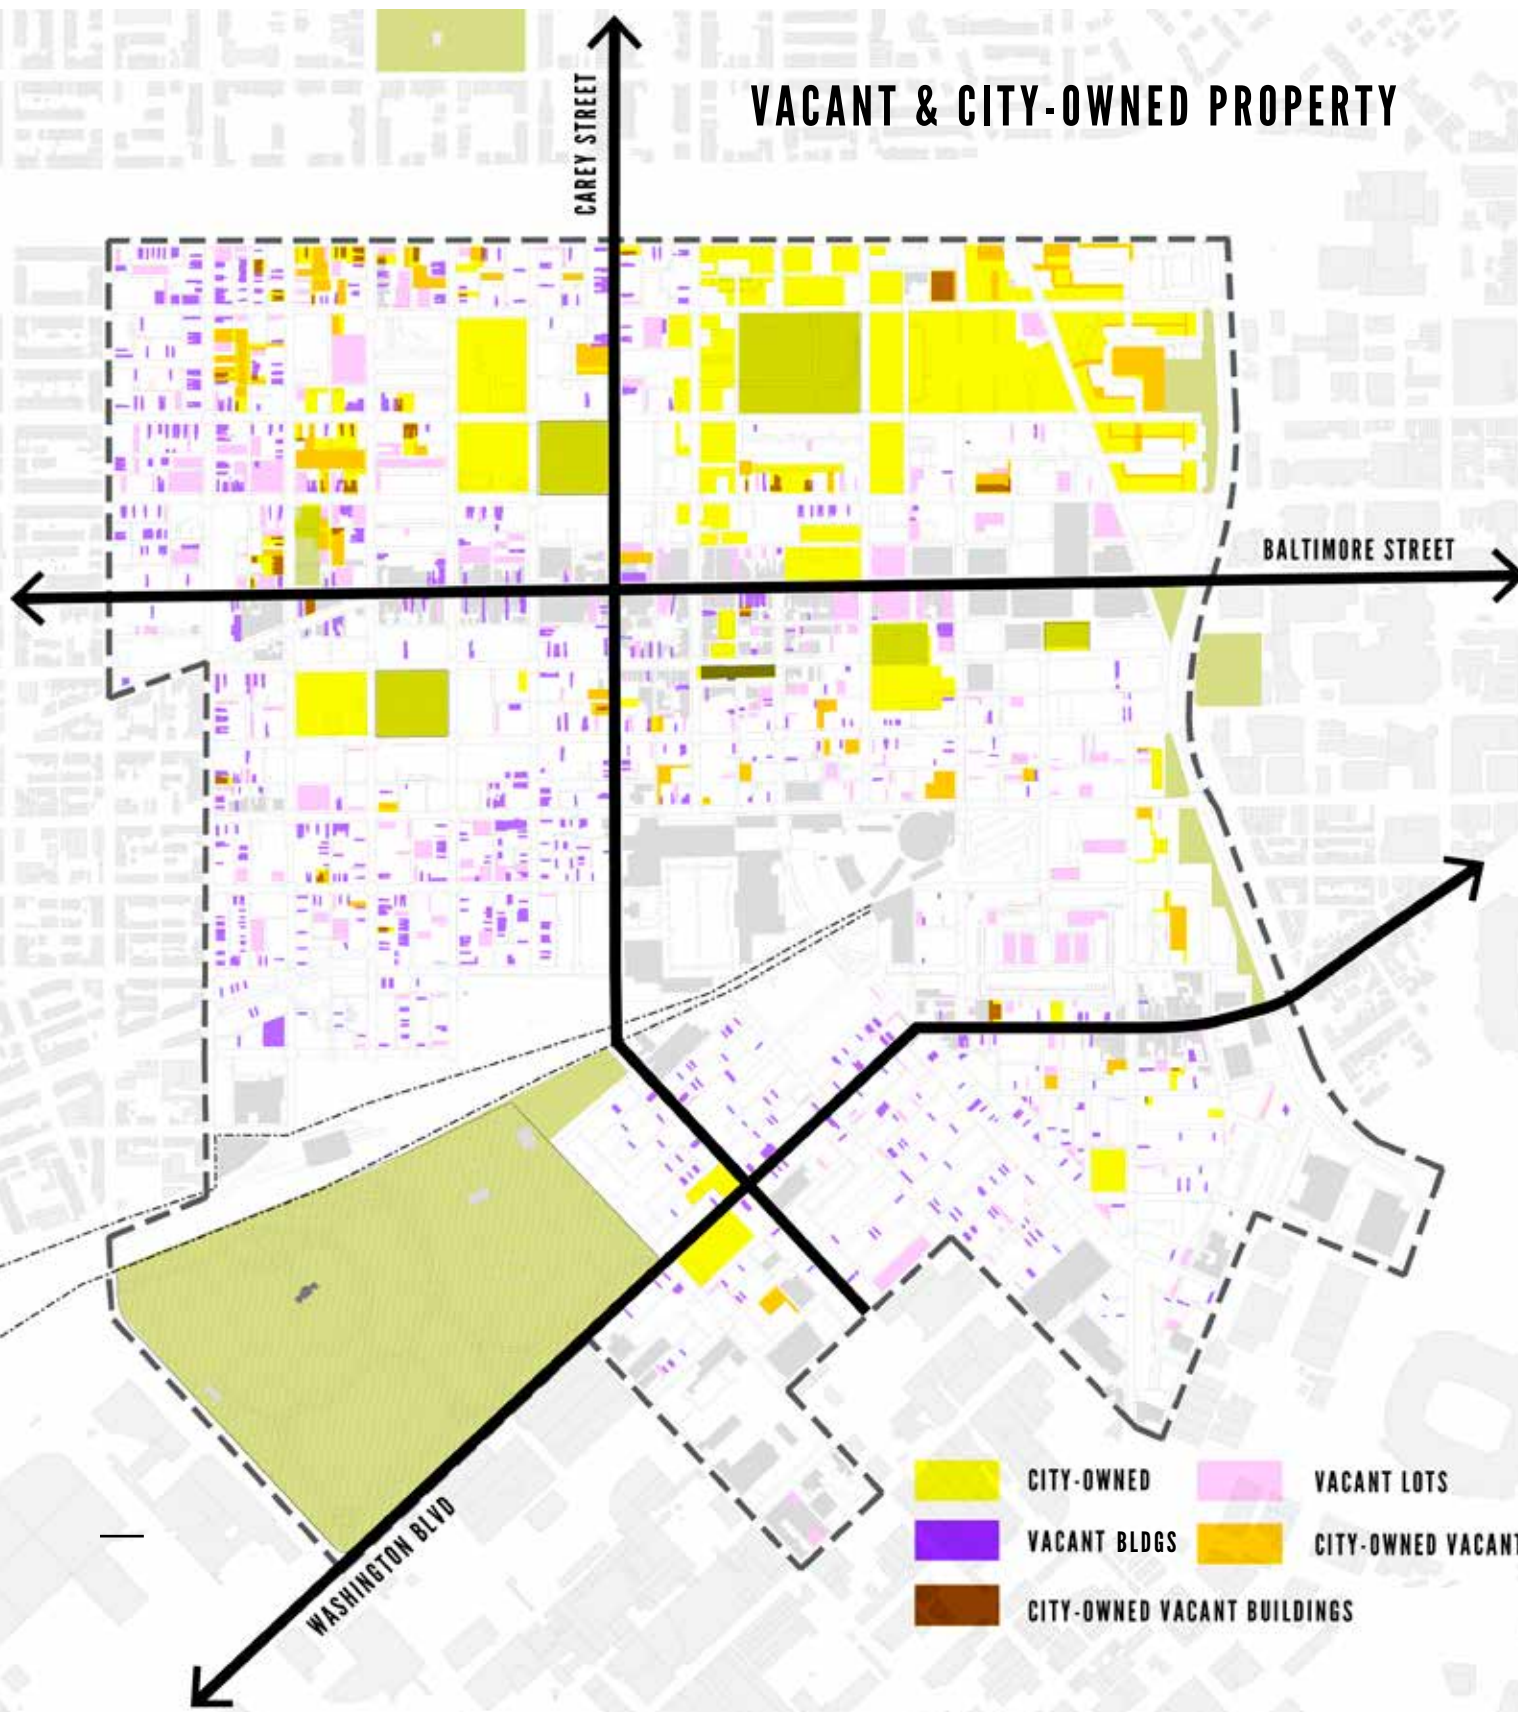 VACANT & CITY-OWNED PROPERTY
CAREY STREET
BALTIMORE STREET
WASHINGTON BLVD
CITY-OWNED
VACANT LOTS
VACANT BLDGS
CITY-OWNED VACANT
CITY-OWNED VACANT BUILDINGS